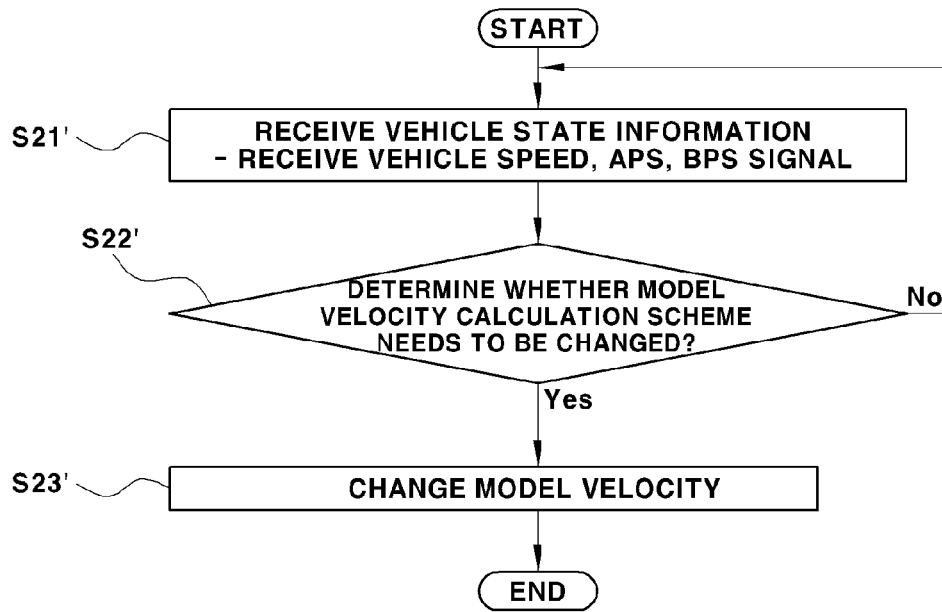 START
S21'
RECEIVE VEHICLE STATE INFORMATION
- RECEIVE VEHICLE SPEED, APS, BPS SIGNAL
S22'
DETERMINE WHETHER MODEL
VELOCITY CALCULATION SCHEME
NEEDS TO BE CHANGED?
No
Yes
S23'
CHANGE MODEL VELOCITY
END